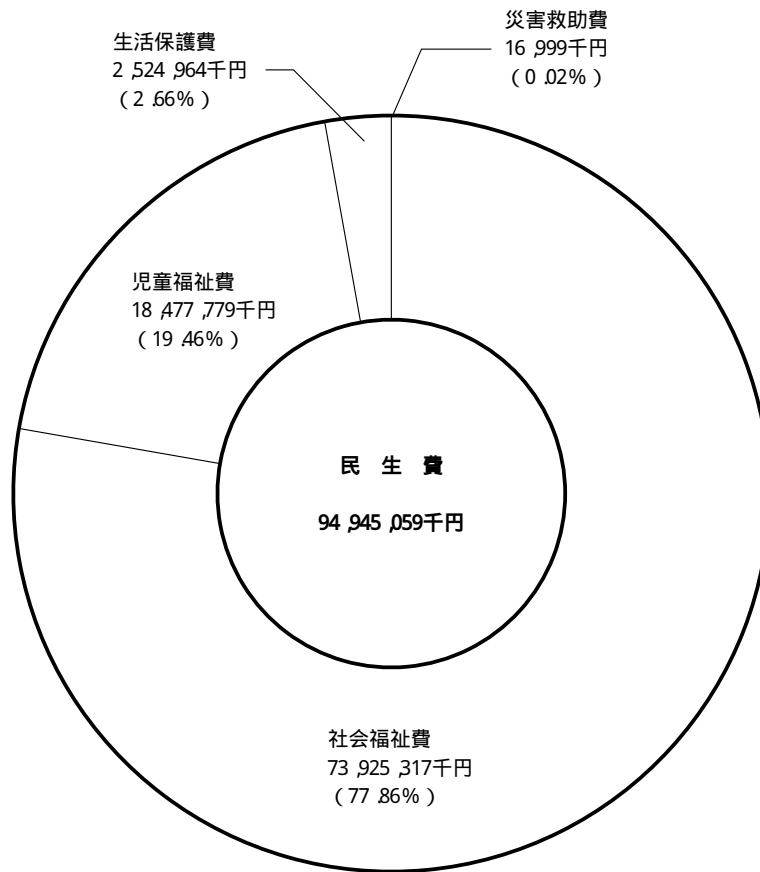 災害救助費
16,999千円
(0.02%)
生活保護費
2,524,964千円
(2.66%)
児童福祉費
18,477,779千円
(19.46%)
民生費
94,945,059千円
社会福祉費
73,925,317千円
(77.86%)